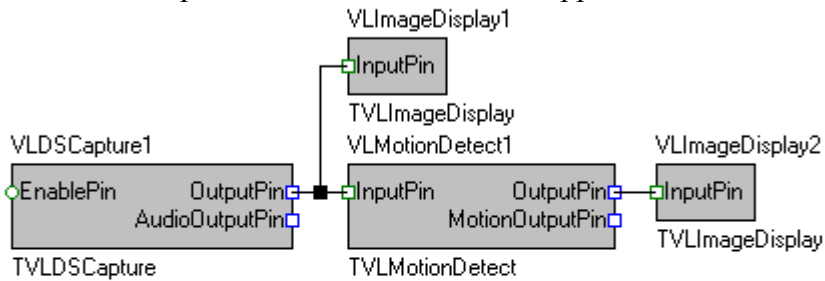 VLImageDisplay1
InputPin
TVLImageDisplay
VLDSCapture1
EnablePin OutputPin
AudioOutputPin
TVLDSCapture
VLMotionDetect1
InputPin OutputPin
MotionOutputPin
TVLMotionDetect
VLImageDisplay2
InputPin
TVLImageDisplay